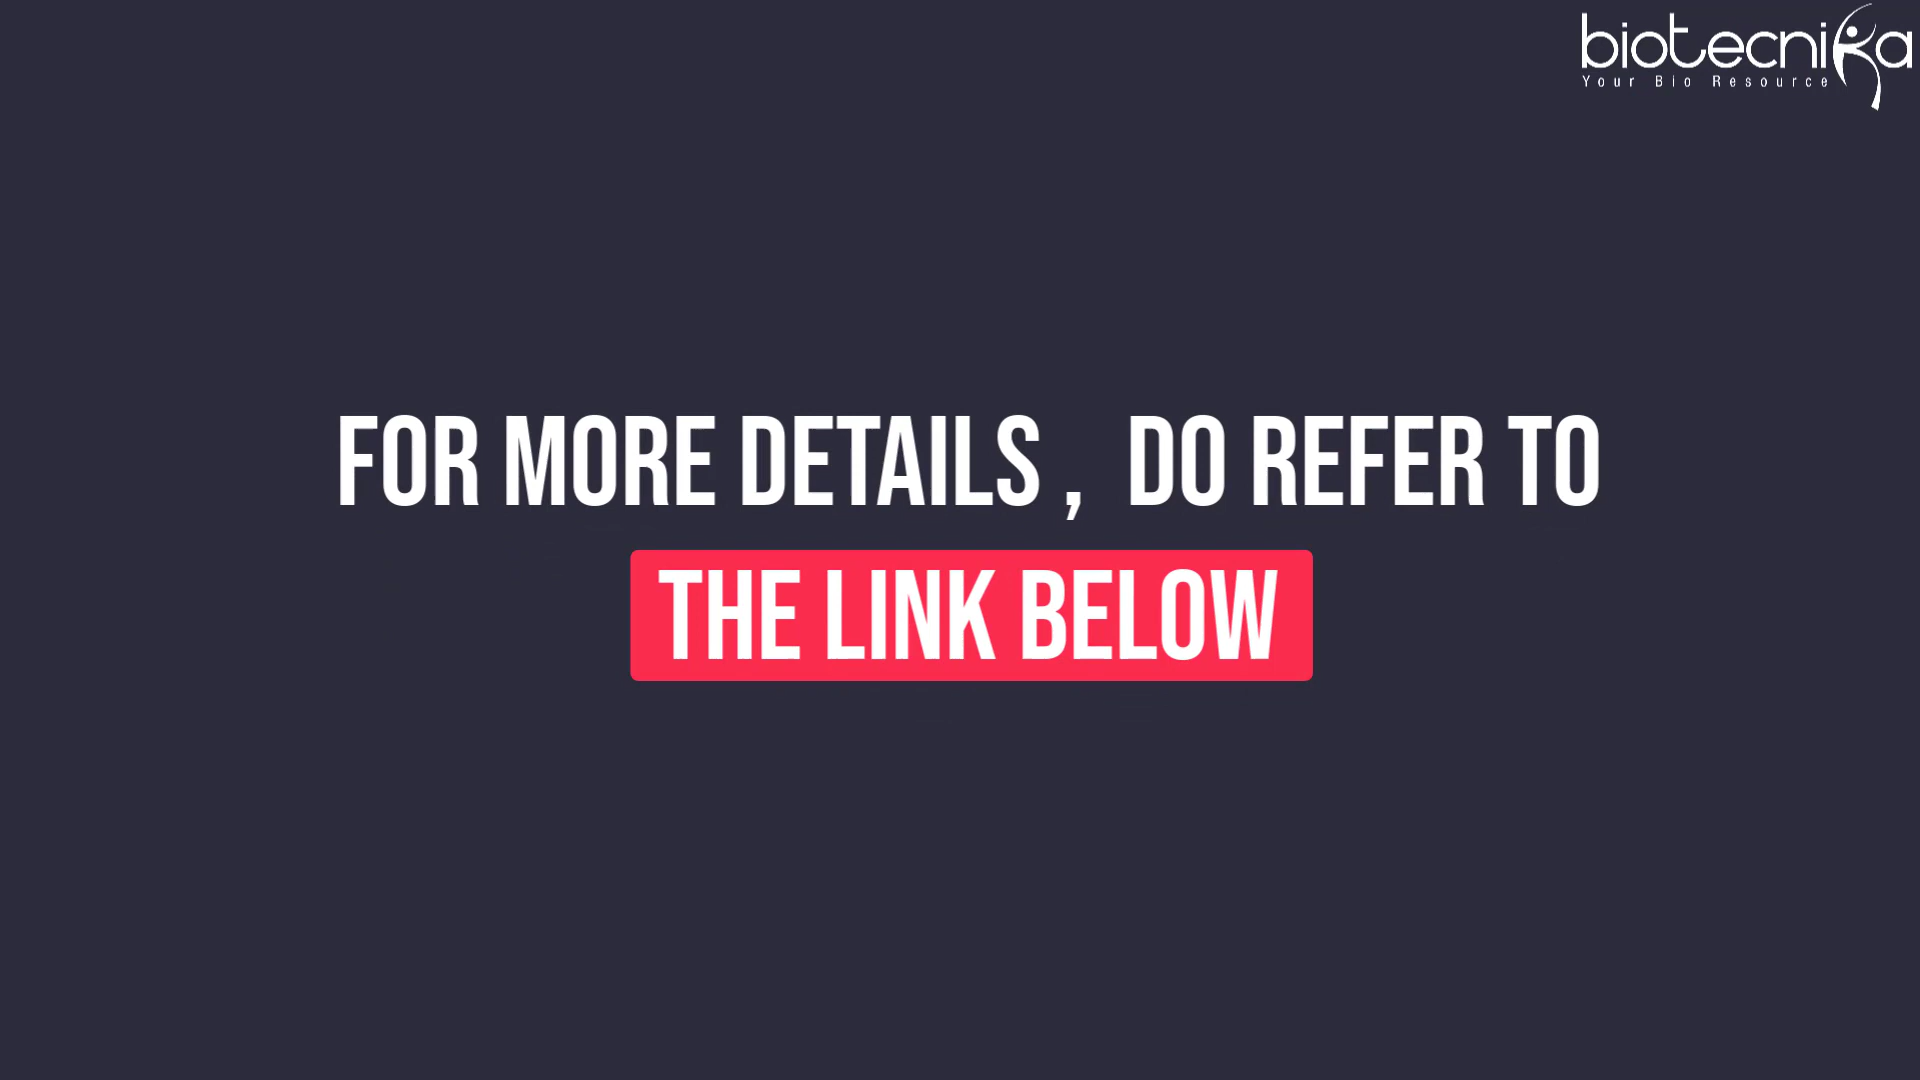 biotecnika
Your Bio Resource
FOR MORE DETAILS , DO REFER TO
THE LINK BELOW